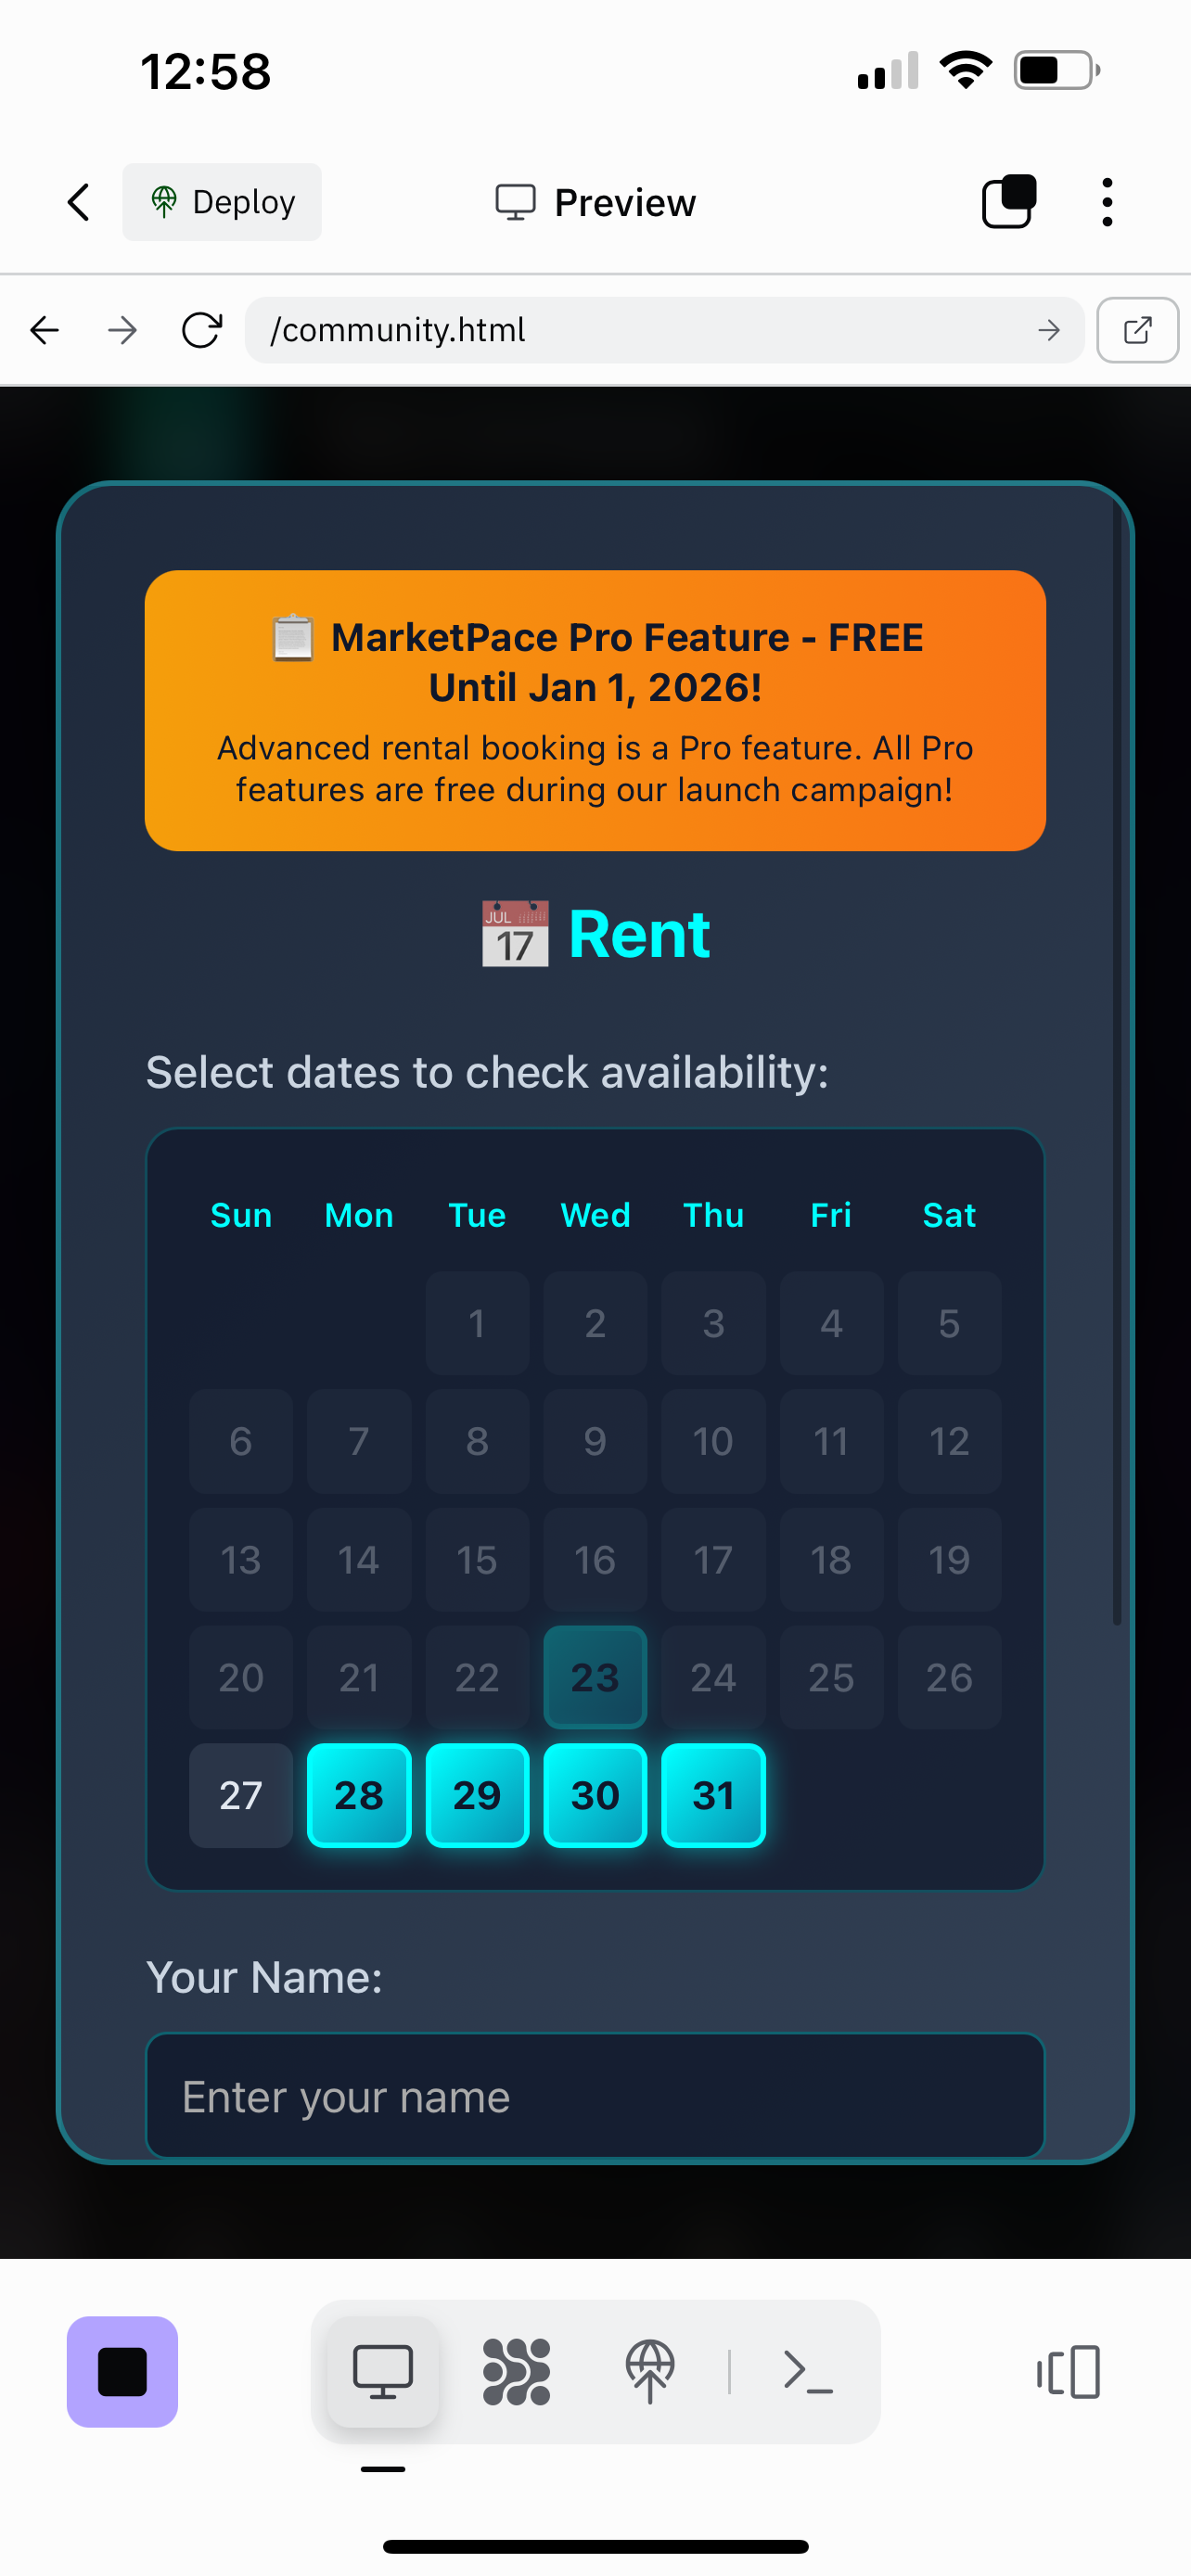 12:58
Deploy
Preview
/community.html
MarketPace Pro Feature - FREE
Until Jan 1, 2026!
Advanced rental booking is a Pro feature. All Pro
features are free during our launch campaign!
JUL
17
Rent
Select dates to check availability:
Sun Mon Tue Wed Thu Fri Sat
1 2 3 4 5
6 7 8 9 10 11 12
13 14 15 16 17 18 19
20 21 22 23 24 25 26
27 28 29 30 31
Your Name:
Enter your name